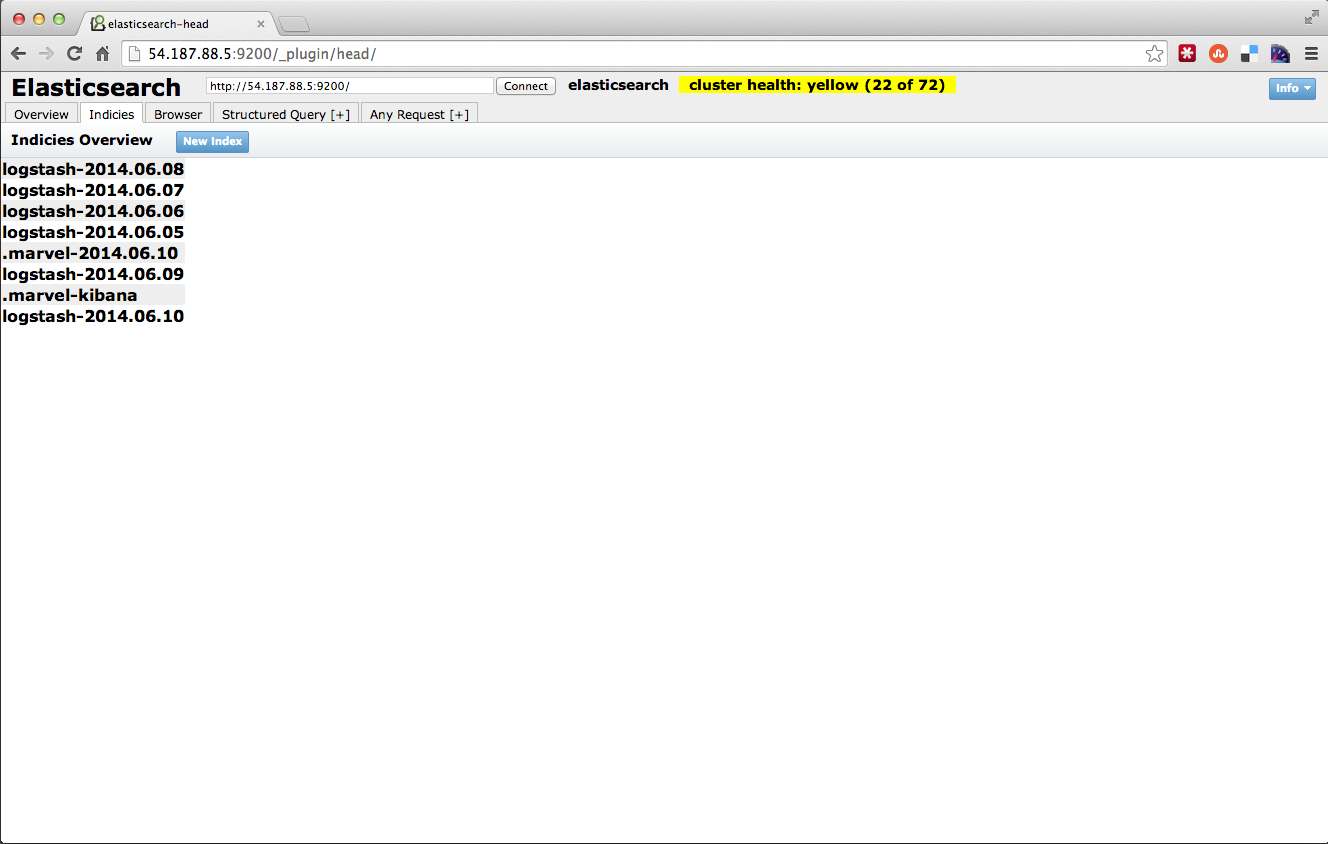 elasticsearch-head
54.187.88.5:9200/_plugin/head/
Elasticsearch http://54.187.88.5:9200/ Connect elasticsearch cluster health: yellow (22 of 72) Info
Overview Indicies Browser Structured Query [+] Any Request [+]
Indicies Overview New Index
logstash-2014.06.08
logstash-2014.06.07
logstash-2014.06.06
logstash-2014.06.05
.marvel-2014.06.10
logstash-2014.06.09
.marvel-kibana
logstash-2014.06.10